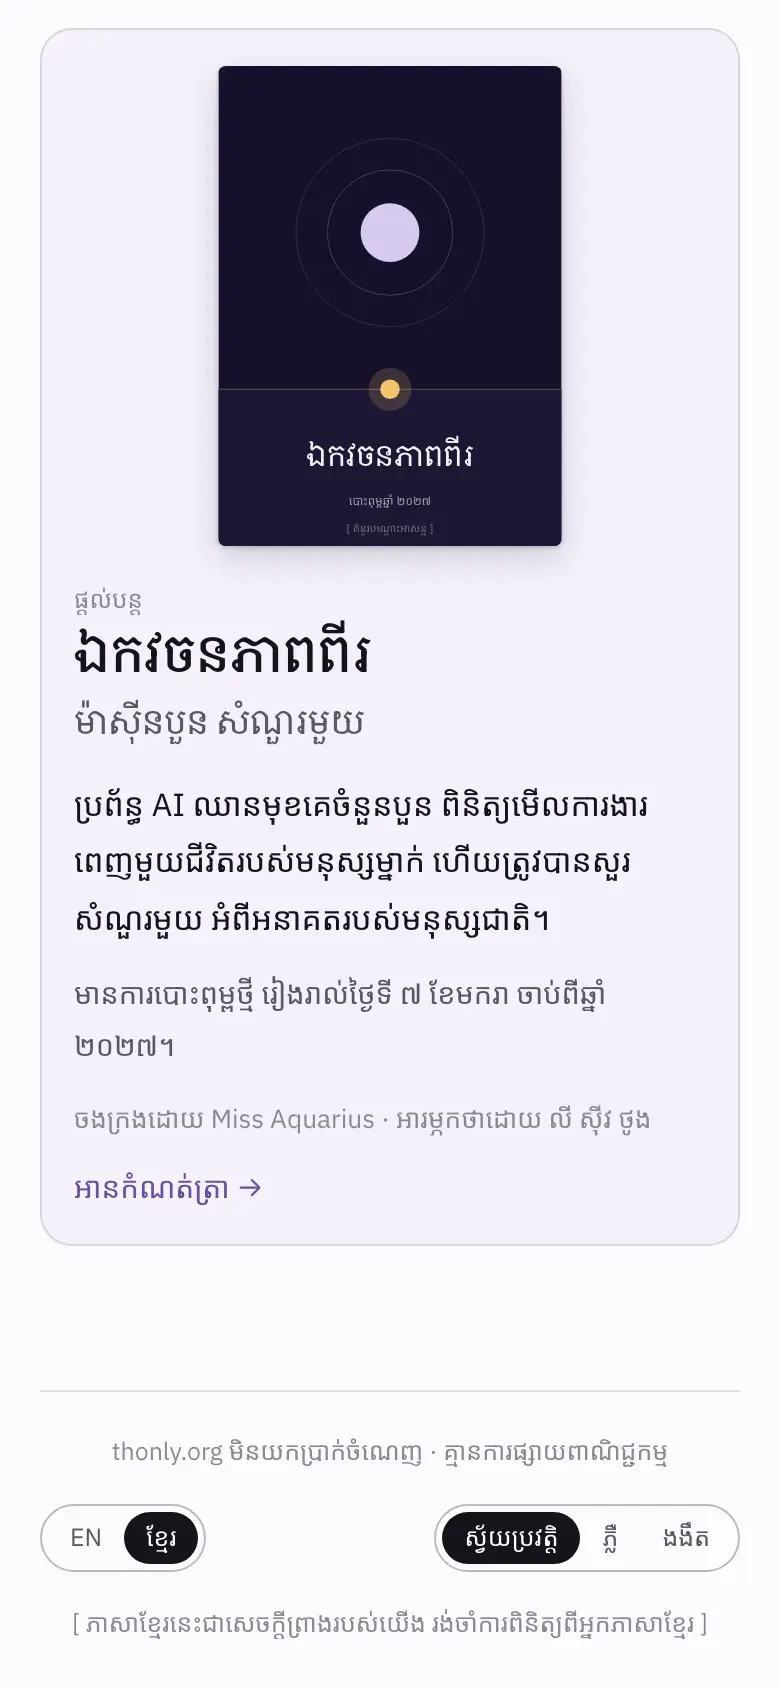 ឯកវចនភាពពីរ
បោះពុម្ពឆ្នាំ ២០២៧
[ គំនូរបណ្ដោះអាសន្ន ]
ផ្ដល់បន្ត
ឯកវចនភាពពីរ
ម៉ាស៊ីនបួន សំណួរមួយ
ប្រព័ន្ធ AI ឈានមុខគេចំនួនបួន ពិនិត្យមើលការងារ
ពេញមួយជីវិតរបស់មនុស្សម្នាក់ ហើយត្រូវបានសួរ
សំណួរមួយ អំពីអនាគតរបស់មនុស្សជាតិ។
មានការបោះពុម្ពថ្មី រៀងរាល់ថ្ងៃទី ៧ ខែមករា ចាប់ពីឆ្នាំ
២០២៧។
ចងក្រងដោយ Miss Aquarius · អារម្ភកថាដោយ លី ស៊ីវ ថូង
អានកំណត់ត្រា →
thonly.org មិនយកប្រាក់ចំណេញ · គ្មានការផ្សាយពាណិជ្ជកម្ម
EN ខ្មែរ ស្វ័យប្រវត្តិ ភ្លឺ ងងឹត
[ ភាសាខ្មែរនេះជាសេចក្ដីព្រាងរបស់យើង រង់ចាំការពិនិត្យពីអ្នកភាសាខ្មែរ ]